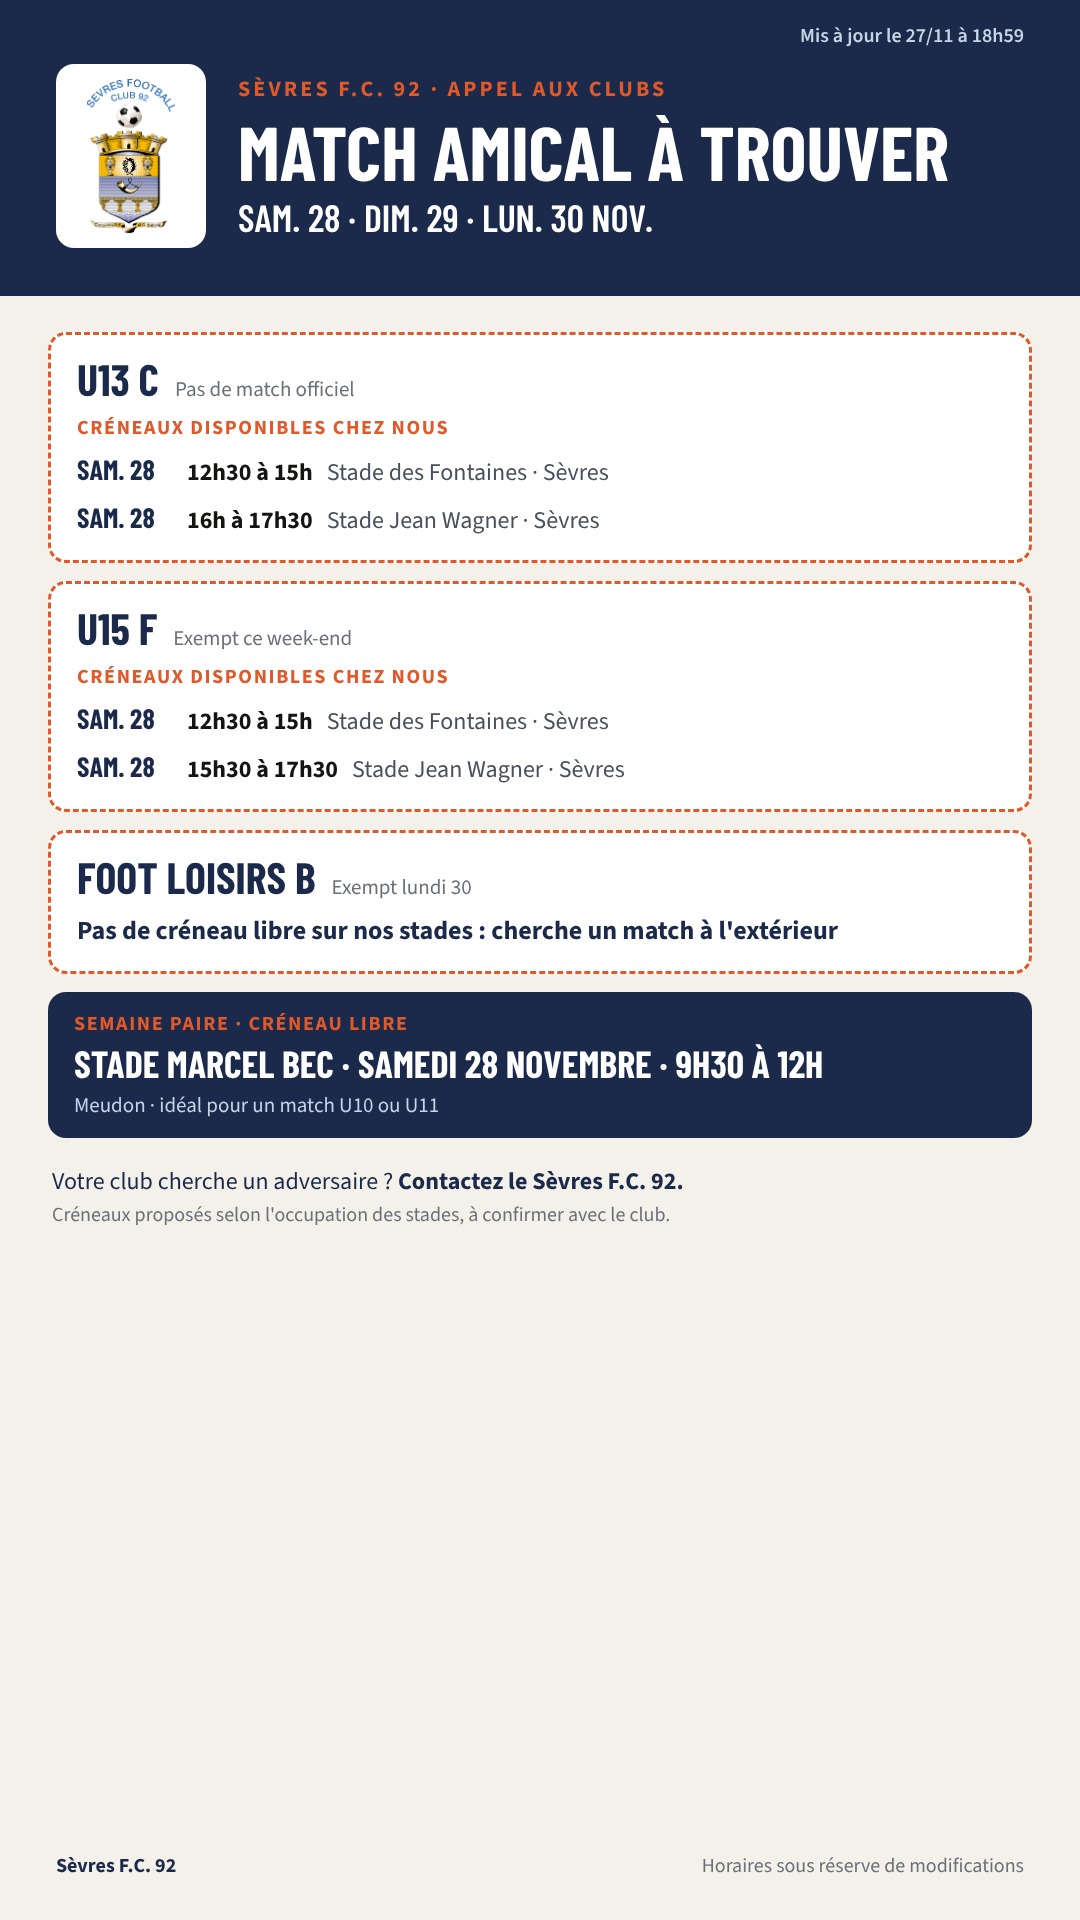 Mis à jour le 27/11 à 18h59
SEVRES FOOTBALL
CLUB 92
SÈVRES F.C. 92 · APPEL AUX CLUBS
MATCH AMICAL À TROUVER
SAM. 28 · DIM. 29 · LUN. 30 NOV.
U13 C Pas de match officiel
CRÉNEAUX DISPONIBLES CHEZ NOUS
SAM. 28 12h30 à 15h Stade des Fontaines · Sèvres
SAM. 28 16h à 17h30 Stade Jean Wagner · Sèvres
U15 F Exempt ce week-end
CRÉNEAUX DISPONIBLES CHEZ NOUS
SAM. 28 12h30 à 15h Stade des Fontaines · Sèvres
SAM. 28 15h30 à 17h30 Stade Jean Wagner · Sèvres
FOOT LOISIRS B Exempt lundi 30
Pas de créneau libre sur nos stades : cherche un match à l'extérieur
SEMAINE PAIRE · CRÉNEAU LIBRE
STADE MARCEL BEC · SAMEDI 28 NOVEMBRE · 9H30 À 12H
Meudon · idéal pour un match U10 ou U11
Votre club cherche un adversaire ? Contactez le Sèvres F.C. 92.
Créneaux proposés selon l'occupation des stades, à confirmer avec le club.
Sèvres F.C. 92
Horaires sous réserve de modifications